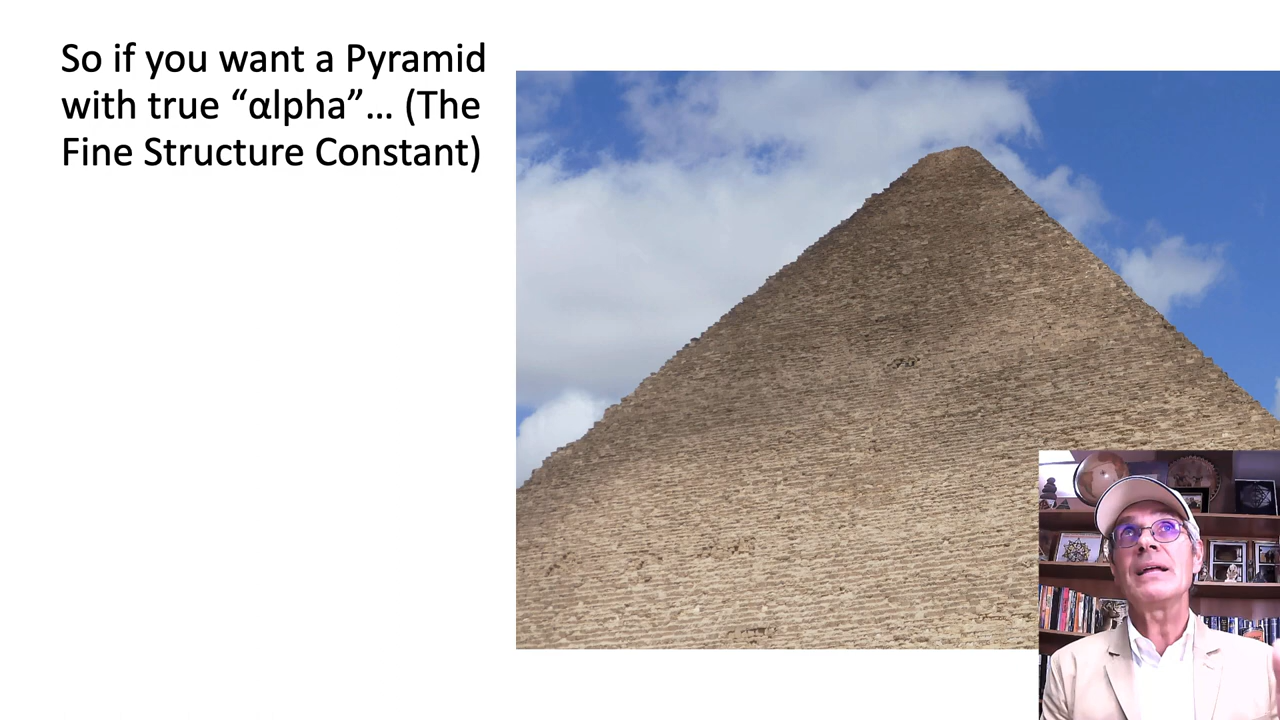 So if you want a Pyramid
with true “αlpha”... (The
Fine Structure Constant)